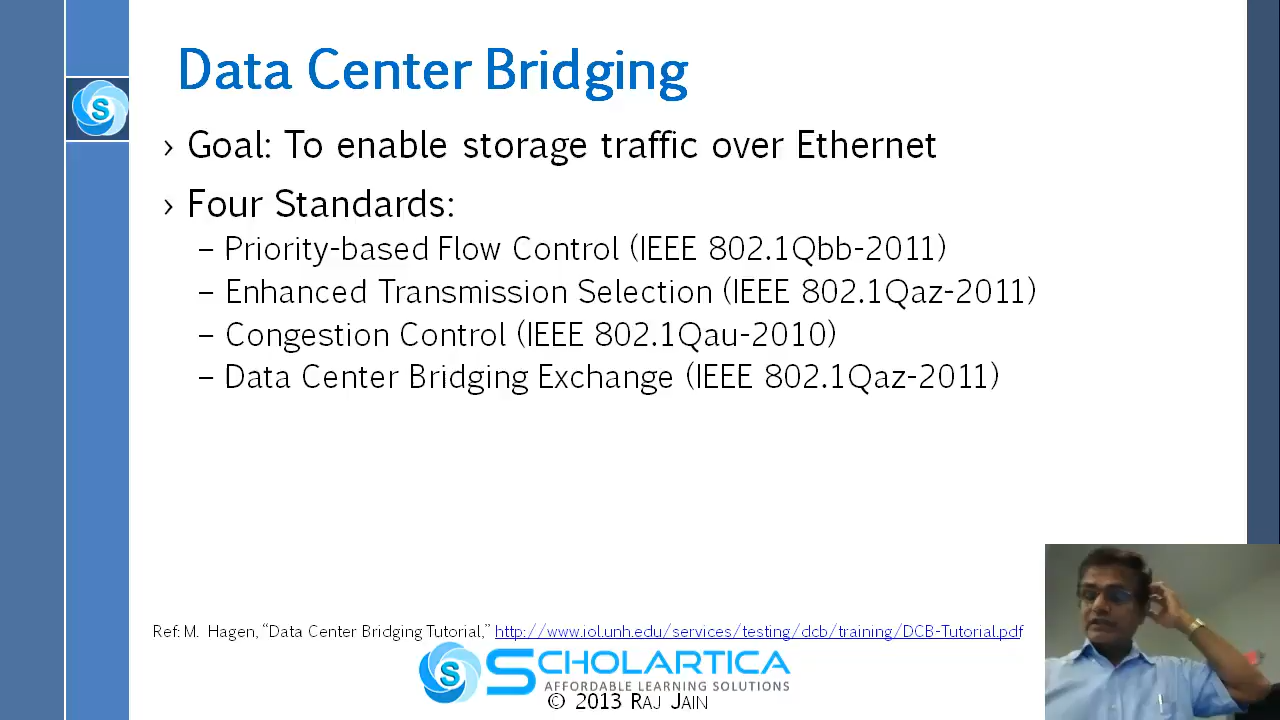 Data Center Bridging
S
› Goal: To enable storage traffic over Ethernet
› Four Standards:
– Priority-based Flow Control (IEEE 802.1Qbb-2011)
– Enhanced Transmission Selection (IEEE 802.1Qaz-2011)
– Congestion Control (IEEE 802.1Qau-2010)
– Data Center Bridging Exchange (IEEE 802.1Qaz-2011)
Ref: M. Hagen, “Data Center Bridging Tutorial,” http://www.iol.unh.edu/services/testing/dcb/training/DCB-Tutorial.pdf
S SCHOLARTICA
AFFORDABLE LEARNING SOLUTIONS
© 2013 RAJ JAIN